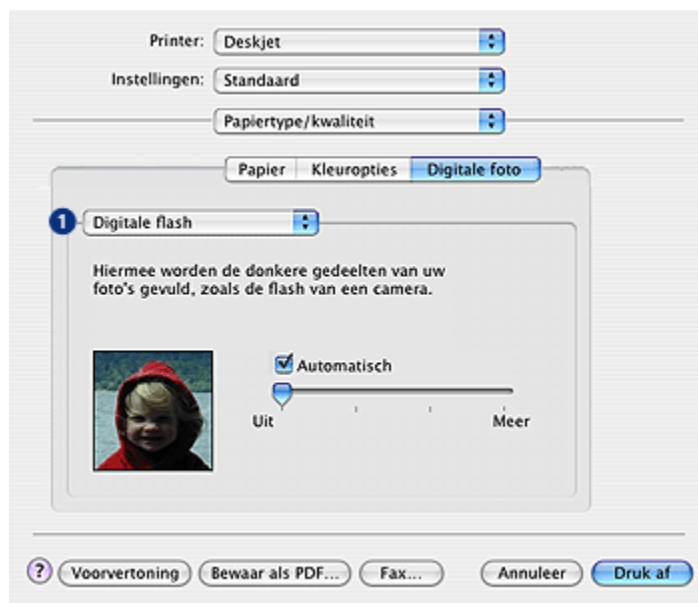 Printer: Deskjet
Instellingen: Standaard
Papiertype/kwaliteit
Papier Kleuropties Digitale foto
1 Digitale flash
Hiermee worden de donkere gedeelten van uw
foto's gevuld, zoals de flash van een camera.
Automatisch
Uit Meer
? Voorvertoning Bewaar als PDF... Fax... Annuleer Druk af